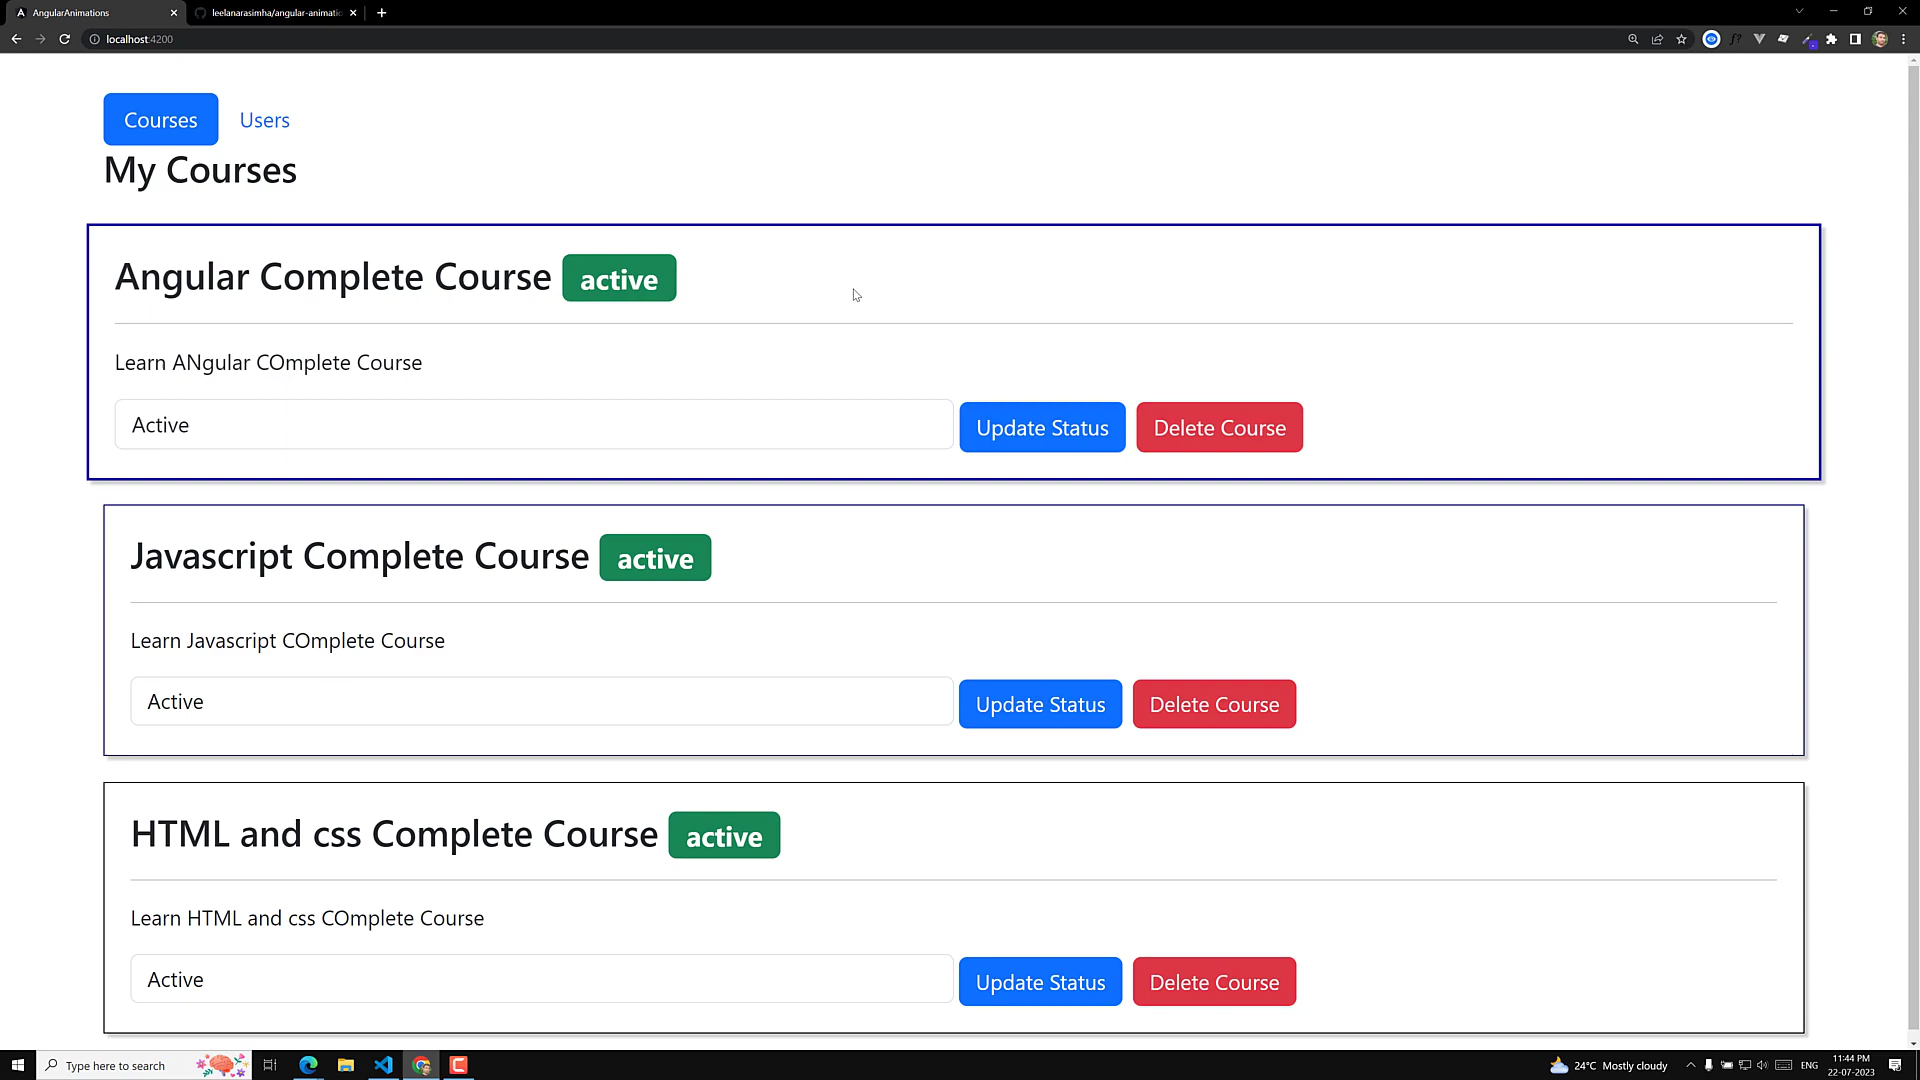 AngularAnimations
leelanarasimha/angular-animatio
localhost:4200
Courses
Users
My Courses
Angular Complete Course active
Learn ANgular COmplete Course
Active
Update Status
Delete Course
Javascript Complete Course active
Learn Javascript COmplete Course
Active
Update Status
Delete Course
HTML and css Complete Course active
Learn HTML and css COmplete Course
Active
Update Status
Delete Course
Type here to search
24°C Mostly cloudy
ENG
11:44 PM
22-07-2023